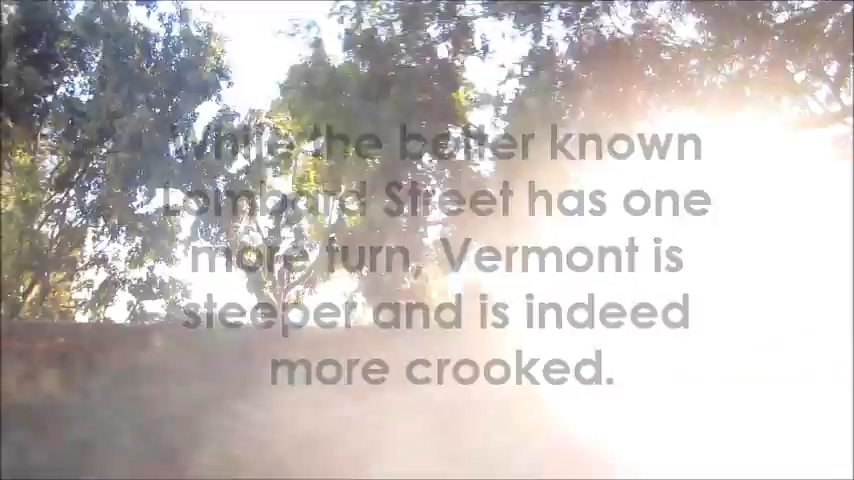 While the better known
Lombard Street has one
more turn, Vermont is
steeper and is indeed
more crooked.